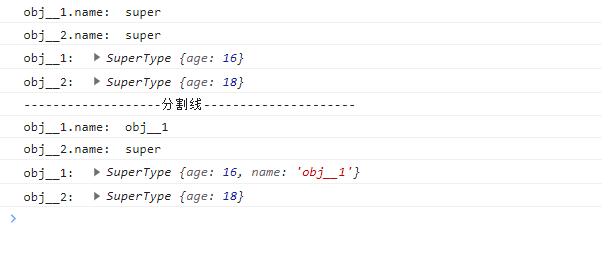 obj__1.name:  super
obj__2.name:  super
obj__1:  ▶ SuperType {age: 16}
obj__2:  ▶ SuperType {age: 18}
-------------------分割线---------------------
obj__1.name:  obj__1
obj__2.name:  super
obj__1:  ▶ SuperType {age: 16, name: 'obj__1'}
obj__2:  ▶ SuperType {age: 18}
>